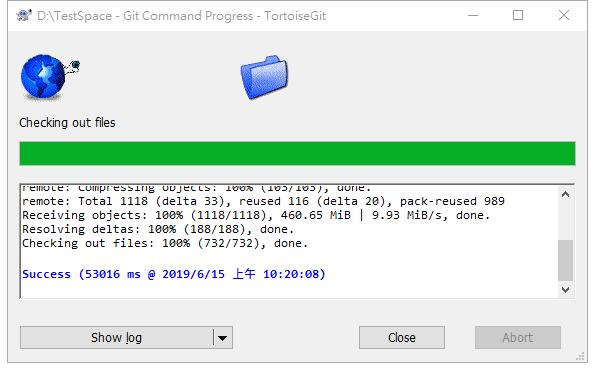 D:\TestSpace - Git Command Progress - TortoiseGit
Checking out files
remote: Compressing objects: 100% (103/103), done.
remote: Total 1118 (delta 33), reused 116 (delta 20), pack-reused 989
Receiving objects: 100% (1118/1118), 460.65 MiB | 9.93 MiB/s, done.
Resolving deltas: 100% (188/188), done.
Checking out files: 100% (732/732), done.
Success (53016 ms @ 2019/6/15 上午 10:20:08)
Show log
Close
Abort